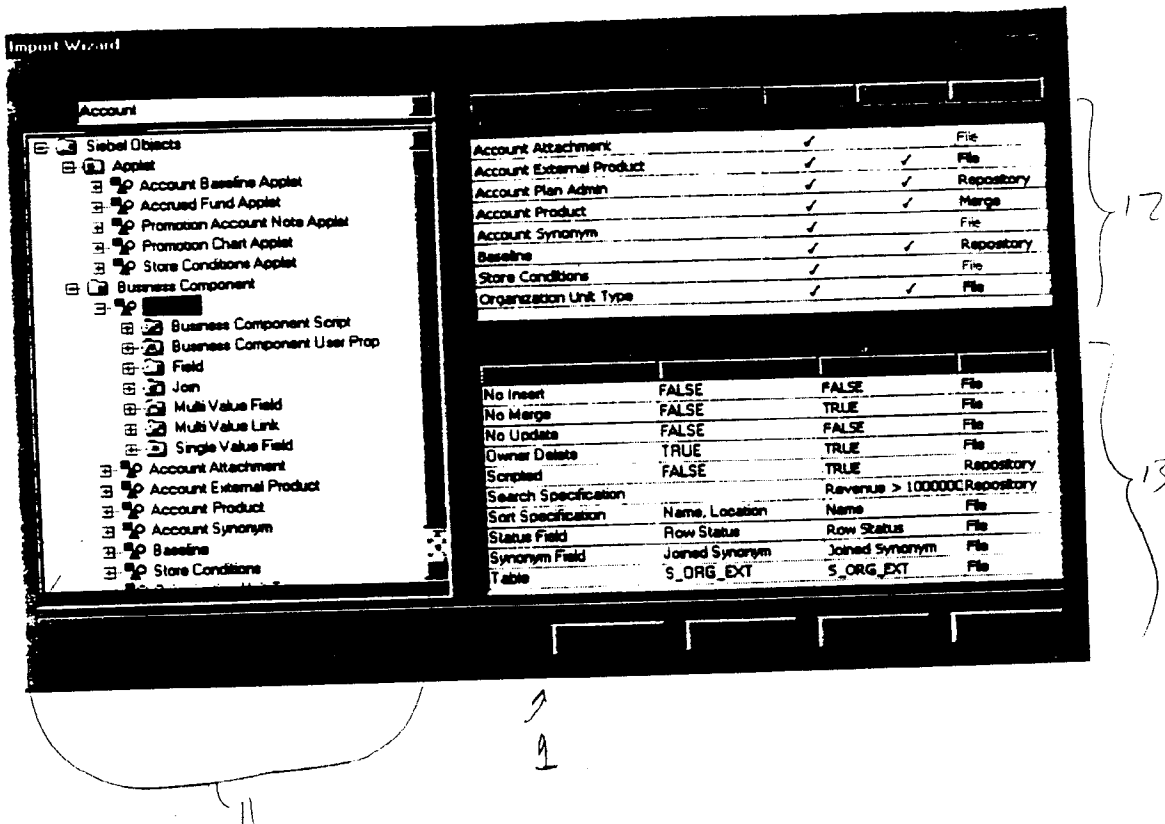 Import Wizard
Account
Siebel Objects
Applet
Account Baseline Applet
Accrued Fund Applet
Promotion Account Note Applet
Promotion Chart Applet
Store Conditions Applet
Business Component
Business Component Script
Business Component User Prop
Field
Join
Multi Value Field
Multi Value Link
Single Value Field
Account Attachment
Account External Product
Account Product
Account Synonym
Baseline
Store Conditions
Account Attachment ✓ File
Account External Product ✓ ✓ File
Account Plan Admin ✓ ✓ Repository
Account Product ✓ ✓ Merge
Account Synonym ✓ File
Baseline ✓ ✓ Repository
Store Conditions ✓ File
Organization Unit Type ✓ ✓ File
12
No Insert FALSE FALSE File
No Merge FALSE TRUE File
No Update FALSE FALSE File
Owner Delete TRUE TRUE File
Scripted FALSE TRUE Repository
Search Specification Revenue > 1000000 Repository
Sort Specification Name, Location Name File
Status Field Row Status Row Status File
Synonym Field Joined Synonym Joined Synonym File
Table S_ORG_EXT S_ORG_EXT File
13
9
11